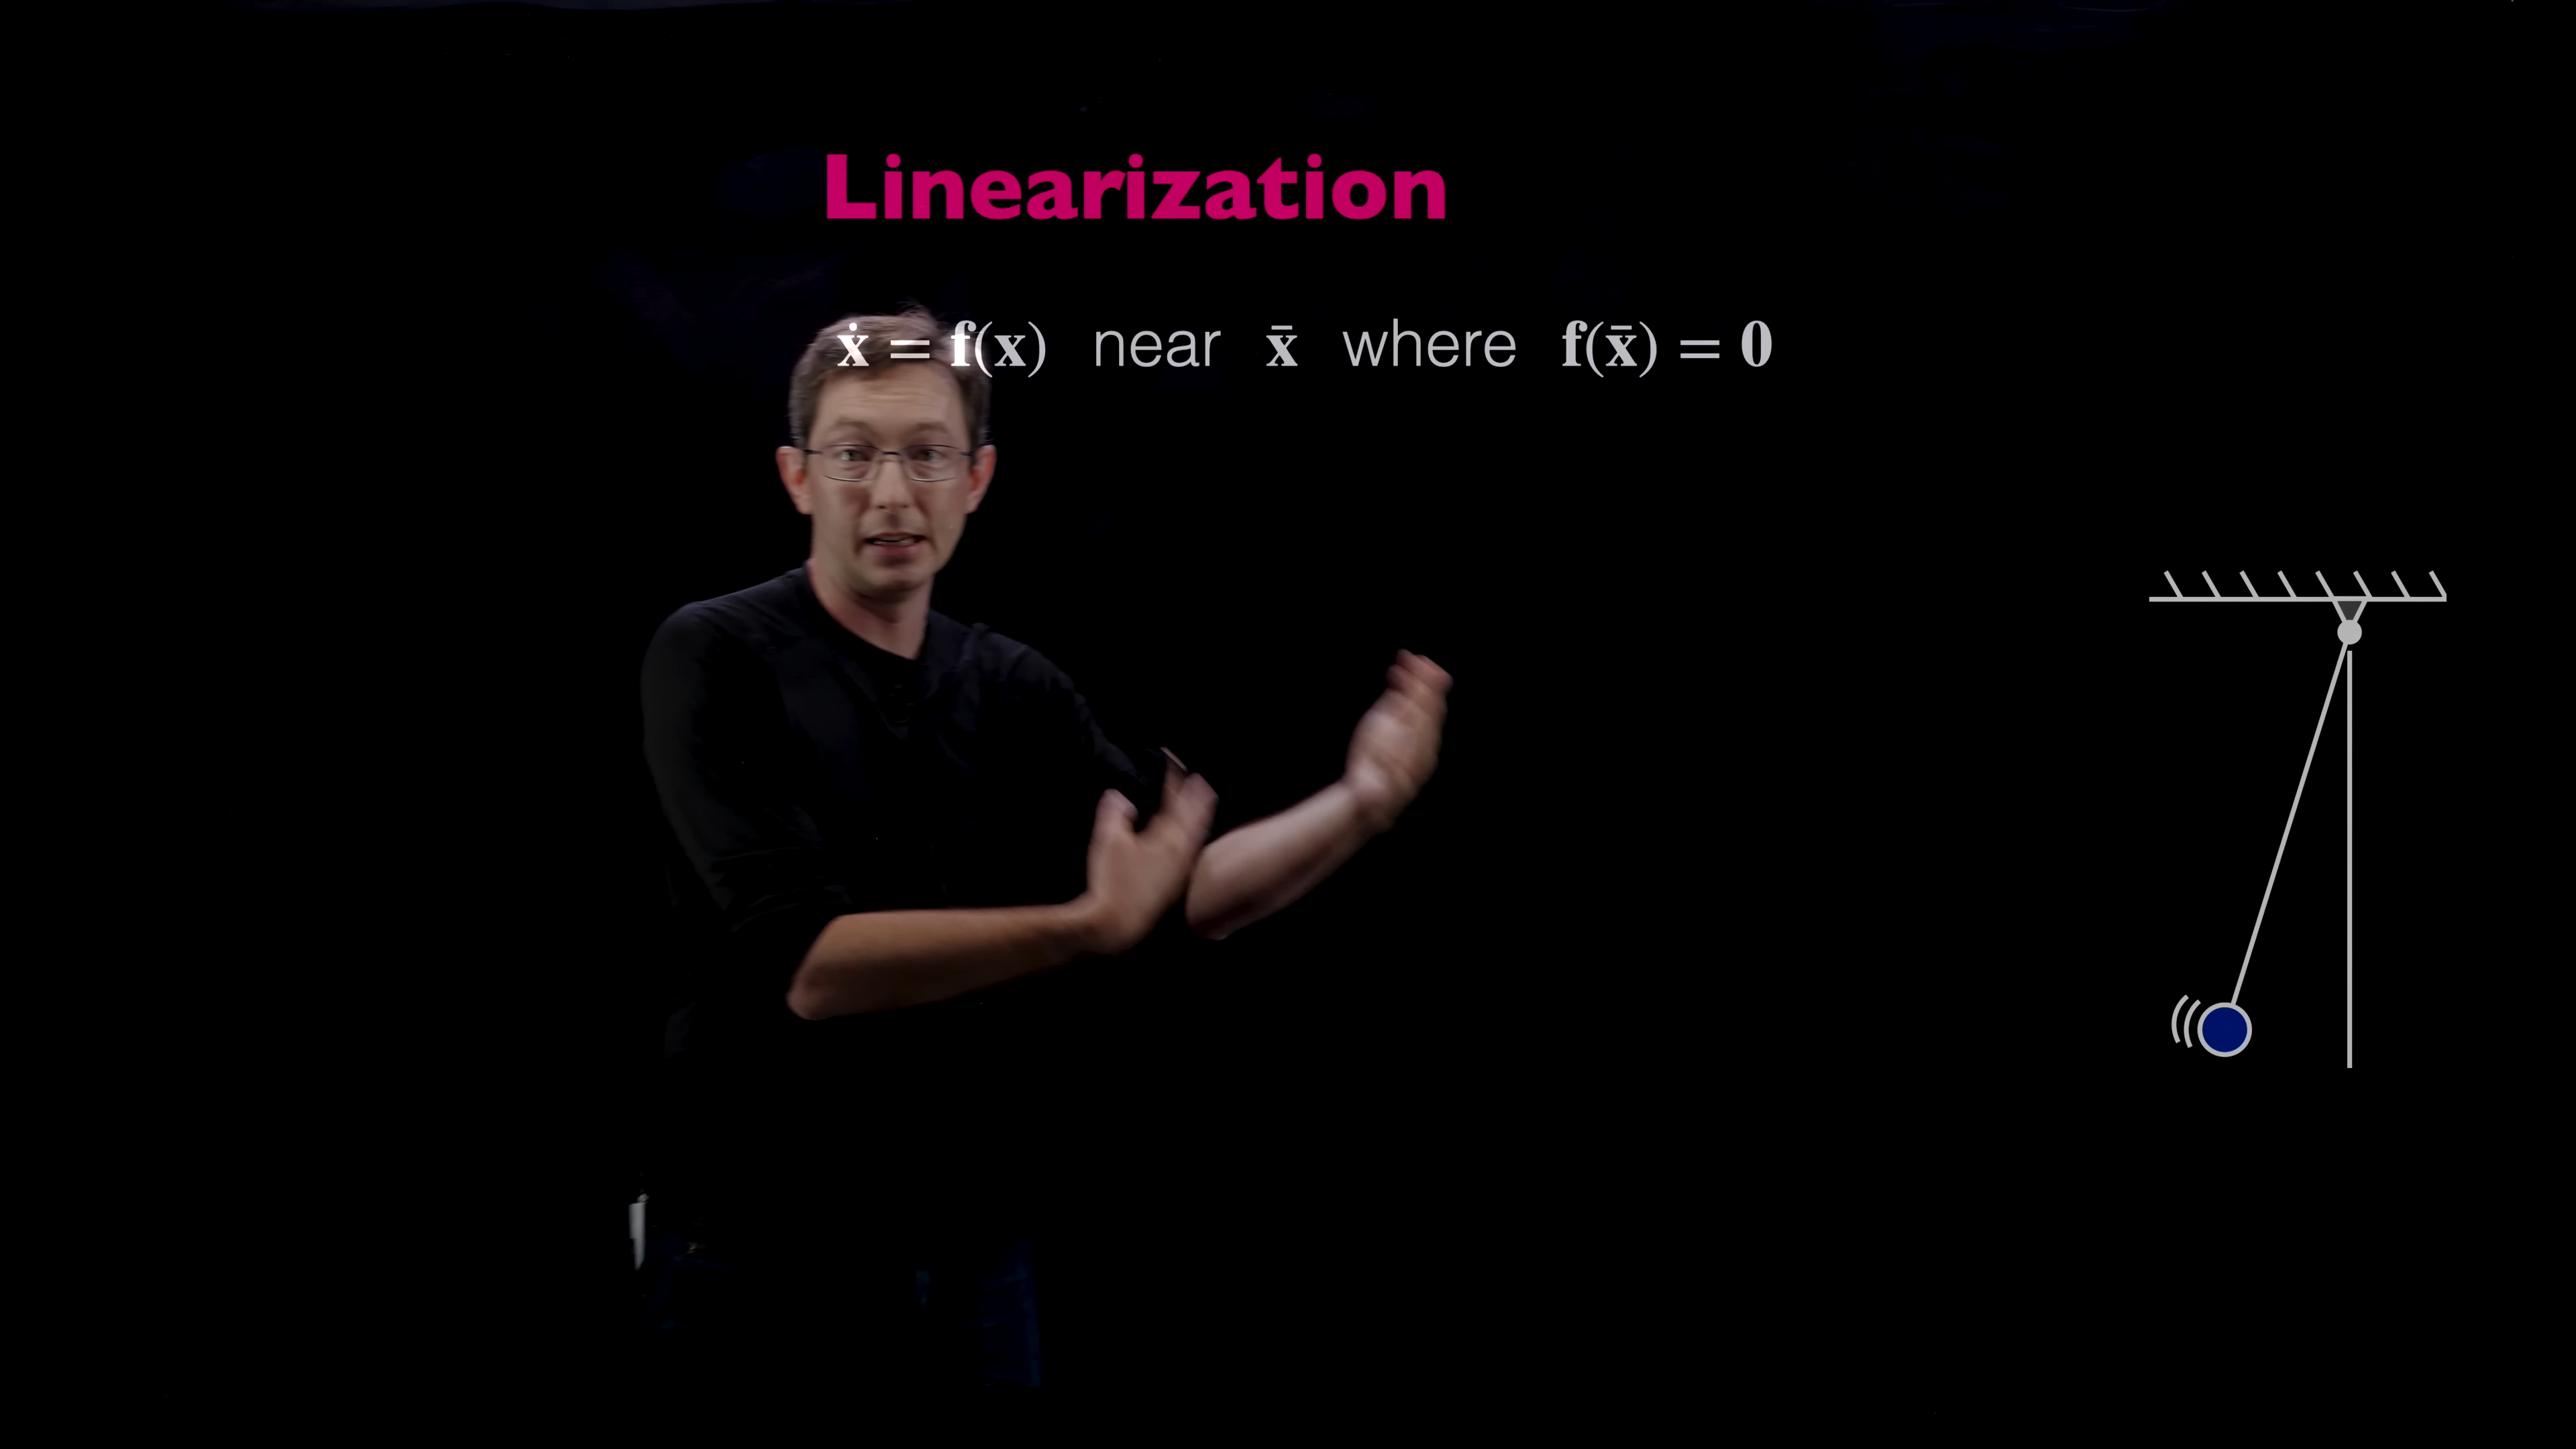 Linearization
ẋ = f(x) near x̄ where f(x̄) = 0